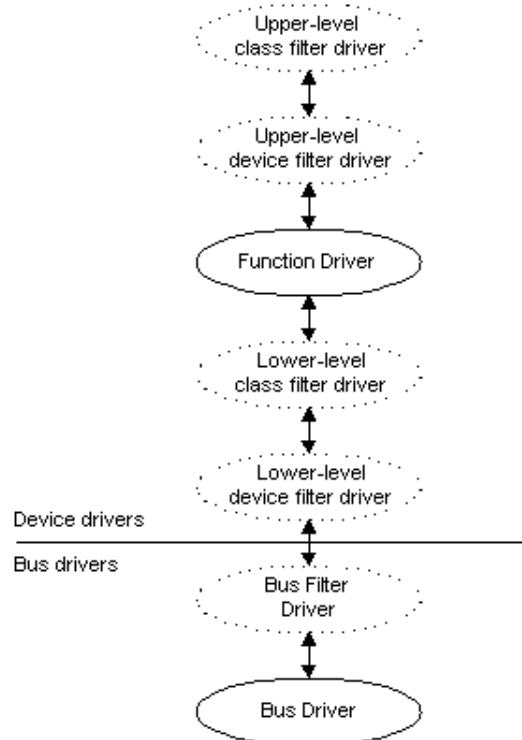 Upper-level
class filter driver
Upper-level
device filter driver
Function Driver
Lower-level
class filter driver
Lower-level
device filter driver
Device drivers
Bus drivers
Bus Filter
Driver
Bus Driver